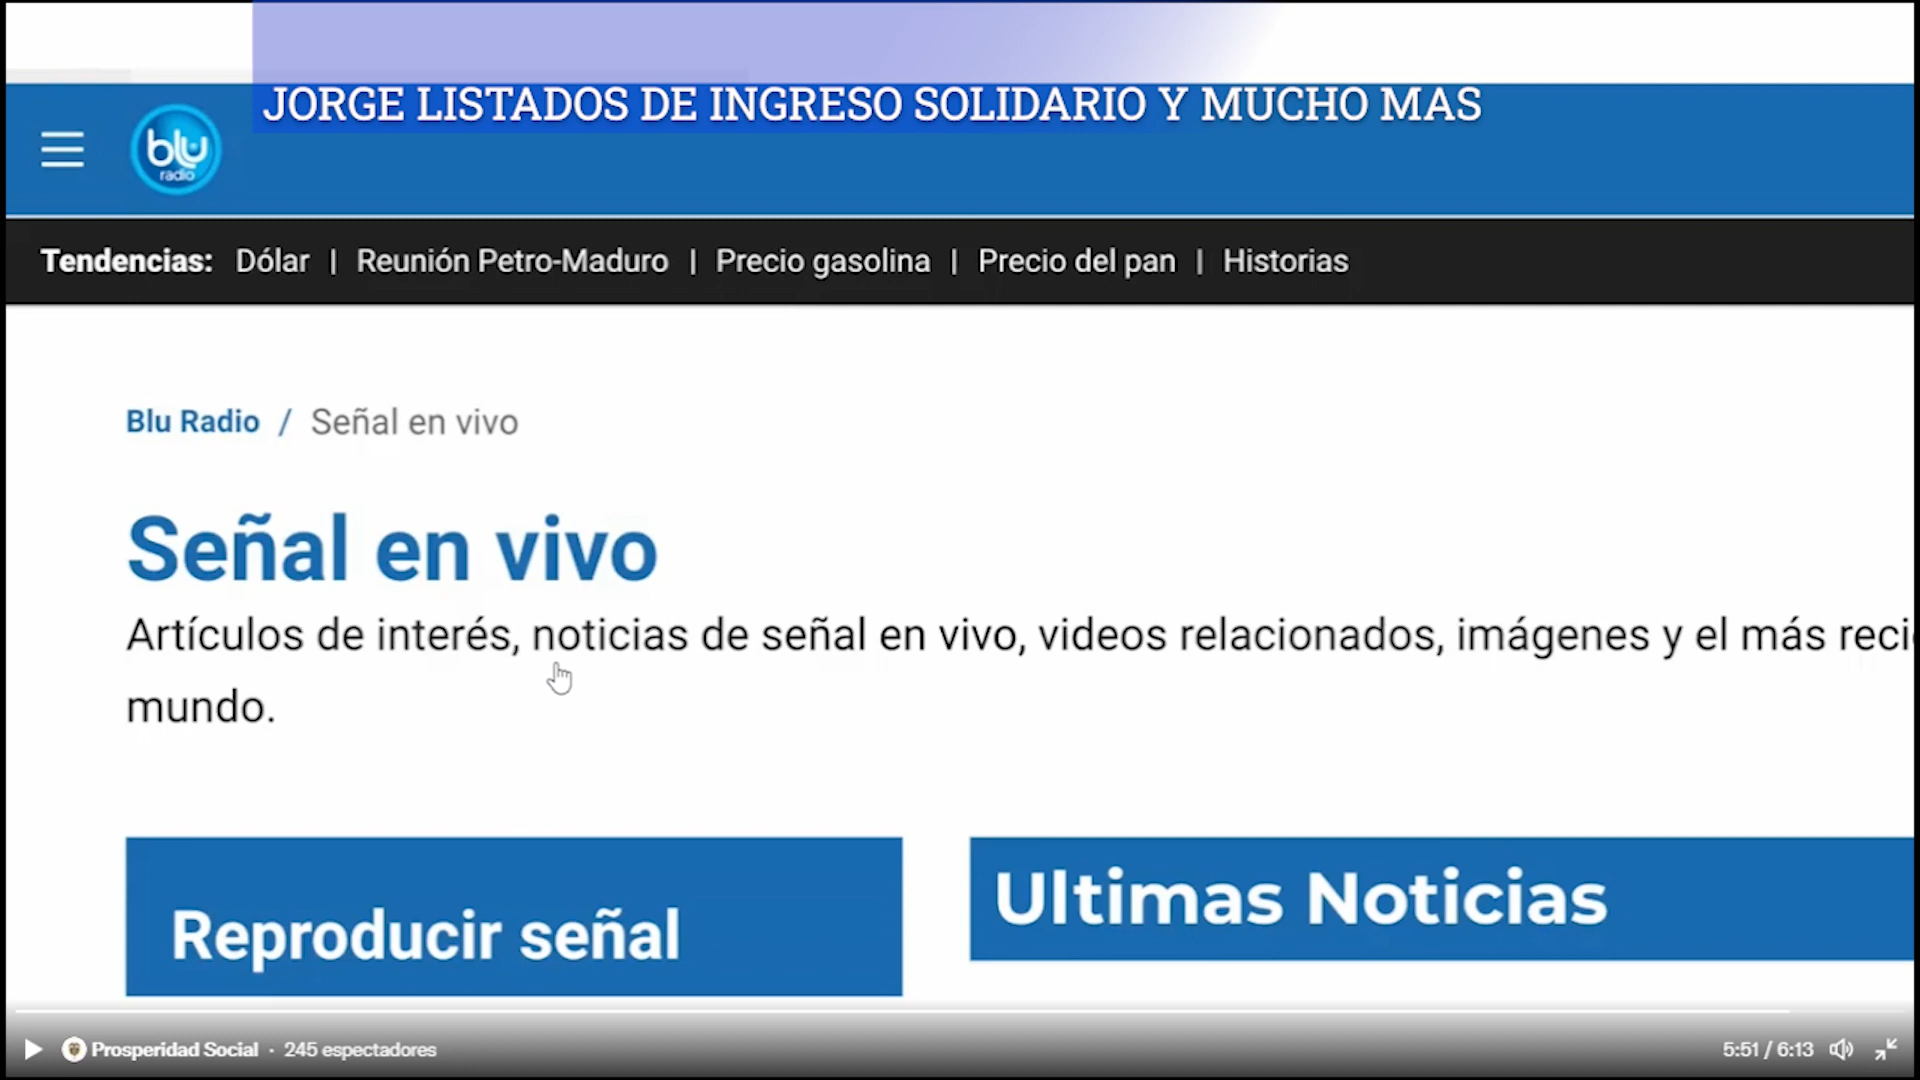 JORGE LISTADOS DE INGRESO SOLIDARIO Y MUCHO MAS
blu
radio
Tendencias: Dólar | Reunión Petro-Maduro | Precio gasolina | Precio del pan | Historias
Blu Radio / Señal en vivo
Señal en vivo
Artículos de interés, noticias de señal en vivo, videos relacionados, imágenes y el más reci
mundo.
Reproducir señal
Ultimas Noticias
Prosperidad Social · 245 espectadores
5:51 / 6:13